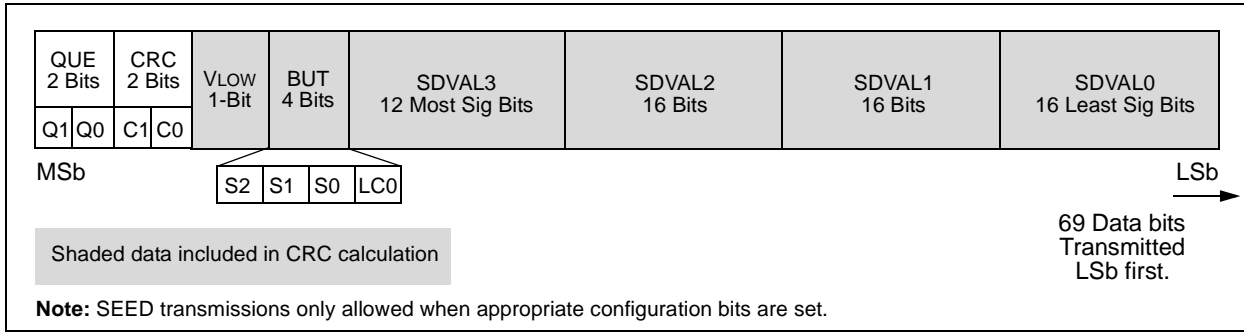 QUE
2 Bits
CRC
2 Bits
VLOW
1-Bit
BUT
4 Bits
SDVAL3
12 Most Sig Bits
SDVAL2
16 Bits
SDVAL1
16 Bits
SDVAL0
16 Least Sig Bits
Q1 Q0 C1 C0
MSb
LSb
S2 S1 S0 LC0
69 Data bits
Transmitted
LSb first.
Shaded data included in CRC calculation
Note: SEED transmissions only allowed when appropriate configuration bits are set.